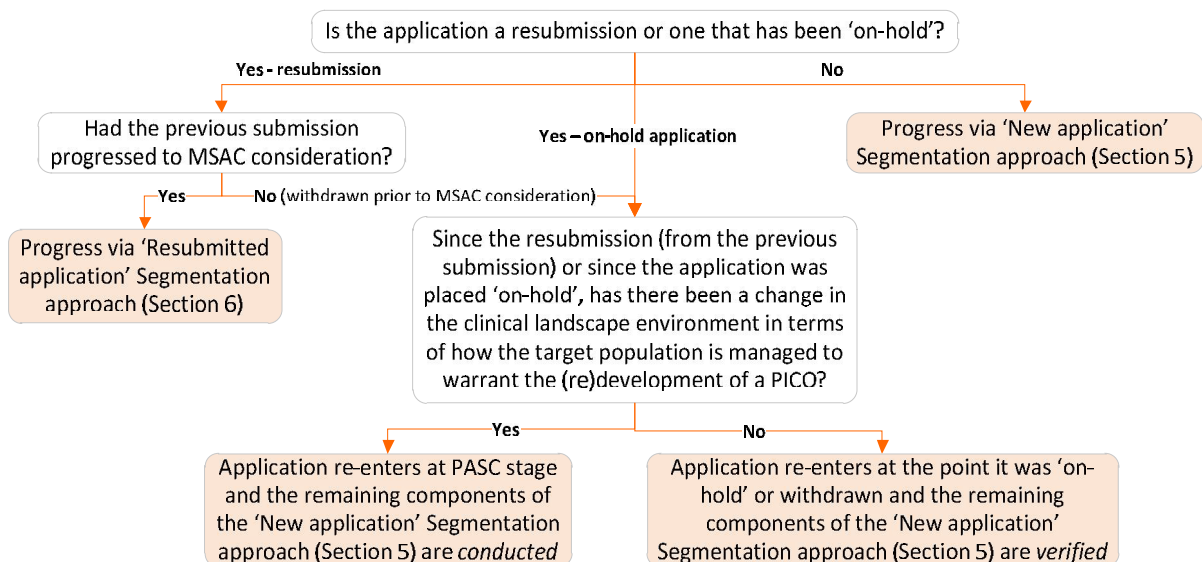 Is the application a resubmission or one that has been ‘on-hold’?
Yes - resubmission
No
Had the previous submission
progressed to MSAC consideration?
Yes – on-hold application
Progress via ‘New application’
Segmentation approach (Section 5)
Yes
No (withdrawn prior to MSAC consideration)
Progress via ‘Resubmitted
application’ Segmentation
approach (Section 6)
Since the resubmission (from the previous
submission) or since the application was
placed ‘on-hold’, has there been a change in
the clinical landscape environment in terms
of how the target population is managed to
warrant the (re)development of a PICO?
Yes
No
Application re-enters at PASC stage
and the remaining components of
the ‘New application’ Segmentation
approach (Section 5) are conducted
Application re-enters at the point it was ‘on-
hold’ or withdrawn and the remaining
components of the ‘New application’
Segmentation approach (Section 5) are verified